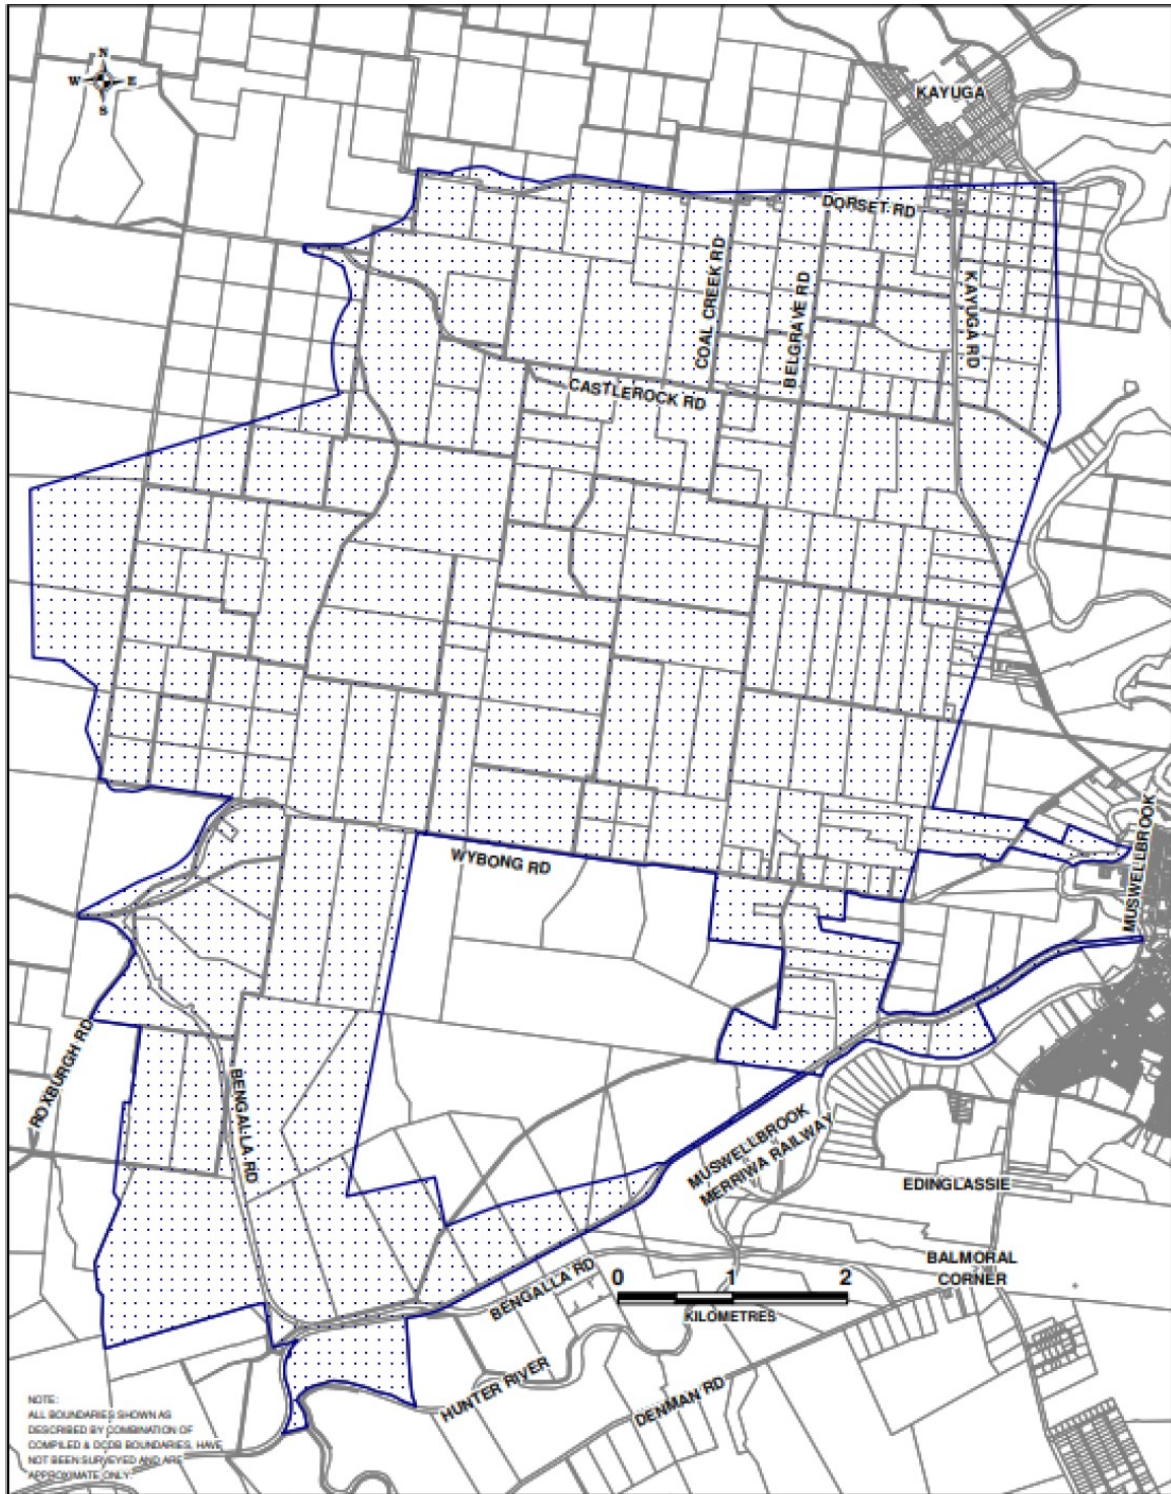 N
W E
S
KAYUGA
DORSET RD
COAL CREEK RD
BELGRAVE RD
KAYUGA RD
CASTLEROCK RD
MUSWELLBROOK
WYBONG RD
ROXBURGH RD
BENGALLA RD
MUSWELLBROOK
MERRIWA RAILWAY
EDINGLASSIE
BALMORAL
CORNER
BENGALLA RD
0 1 2
KILOMETRES
HUNTER RIVER
DENMAN RD
NOTE:
ALL BOUNDARIES SHOWN AS
DESCRIBED BY COMBINATION OF
COMPILED & DCDB BOUNDARIES, HAVE
NOT BEEN SURVEYED AND ARE
APPROXIMATE ONLY.